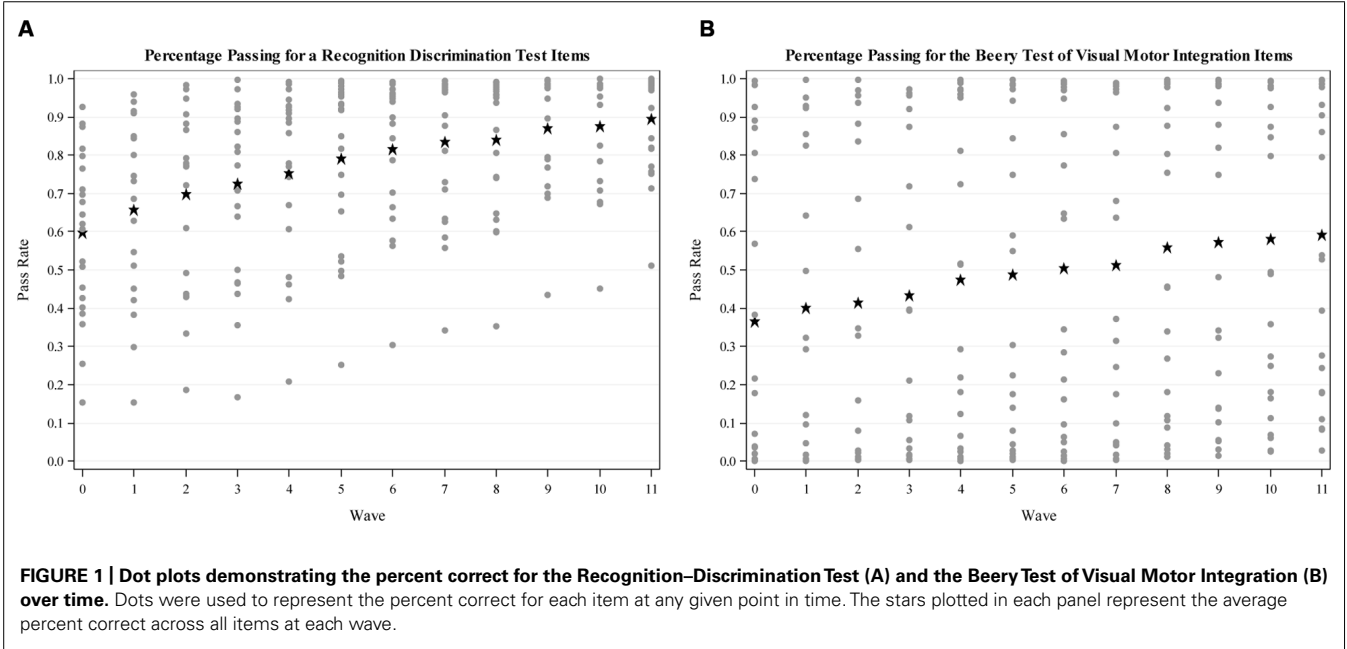 A
Percentage Passing for a Recognition Discrimination Test Items
1.0
0.9
0.8
0.7
0.6
0.5
0.4
0.3
0.2
0.1
0.0
Pass Rate
0 1 2 3 4 5 6 7 8 9 10 11
Wave
B
Percentage Passing for the Beery Test of Visual Motor Integration Items
1.0
0.9
0.8
0.7
0.6
0.5
0.4
0.3
0.2
0.1
0.0
Pass Rate
0 1 2 3 4 5 6 7 8 9 10 11
Wave
FIGURE 1 | Dot plots demonstrating the percent correct for the Recognition–Discrimination Test (A) and the Beery Test of Visual Motor Integration (B)
over time. Dots were used to represent the percent correct for each item at any given point in time. The stars plotted in each panel represent the average
percent correct across all items at each wave.